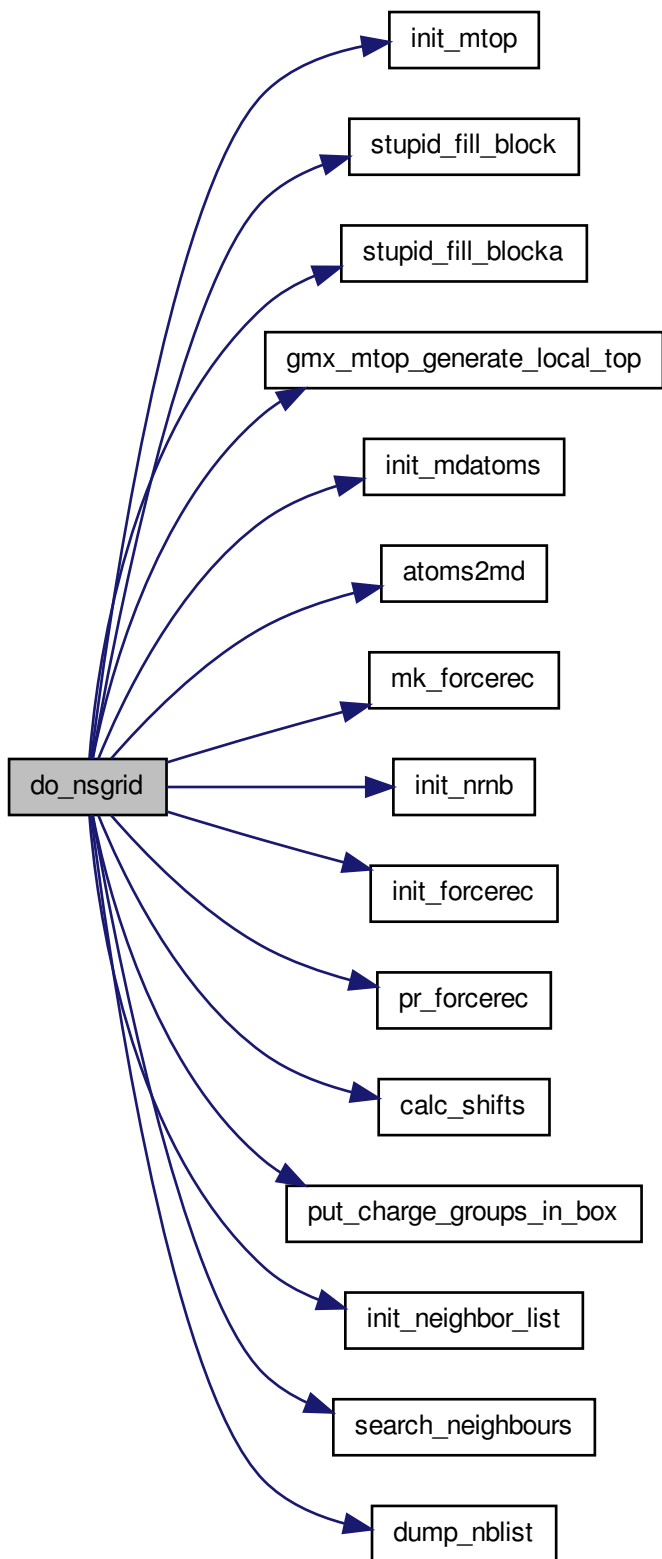 init_mtop
stupid_fill_block
stupid_fill_blocka
gmx_mtop_generate_local_top
init_mdatoms
atoms2md
mk_forcerec
do_nsgrid
init_nrnb
init_forcerec
pr_forcerec
calc_shifts
put_charge_groups_in_box
init_neighbor_list
search_neighbours
dump_nblist